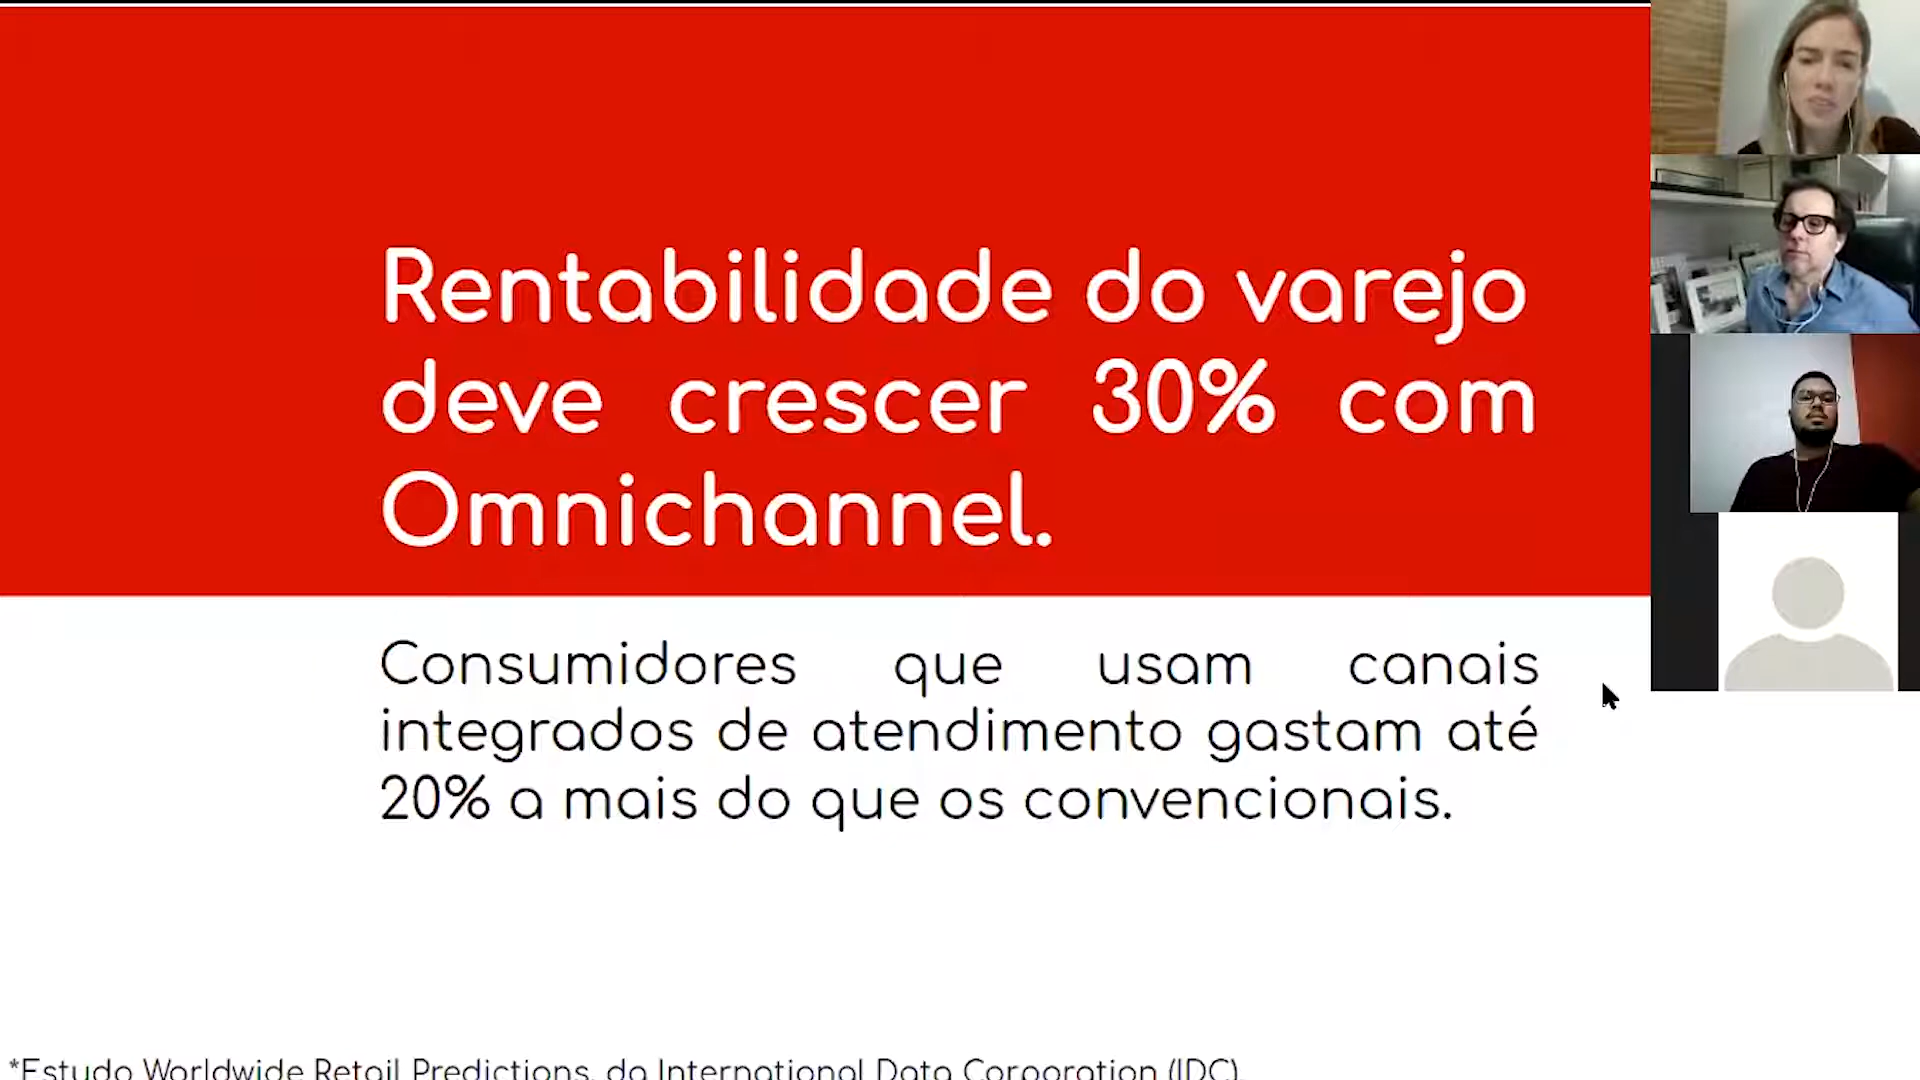 Rentabilidade do varejo
deve crescer 30% com
Omnichannel.
Consumidores que usam canais
integrados de atendimento gastam até
20% a mais do que os convencionais.
*Estudo Worldwide Retail Predictions, da International Data Corporation (IDC).